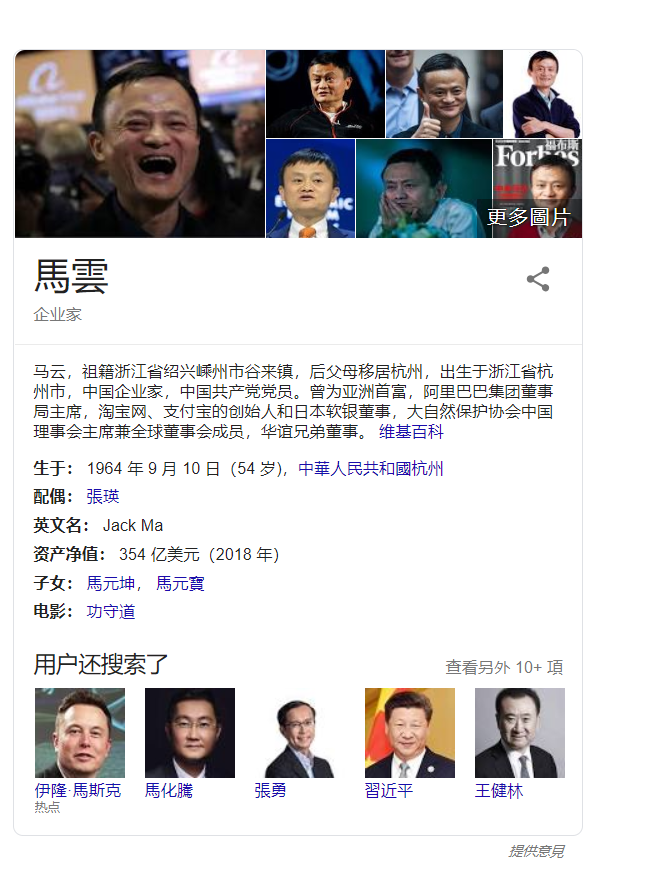 福布斯
Forbes
更多圖片
馬雲
企业家
马云，祖籍浙江省绍兴嵊州市谷来镇，后父母移居杭州，出生于浙江省杭
州市，中国企业家，中国共产党党员。曾为亚洲首富，阿里巴巴集团董事
局主席，淘宝网、支付宝的创始人和日本软银董事，大自然保护协会中国
理事会主席兼全球董事会成员，华谊兄弟董事。 维基百科
生于： 1964 年 9 月 10 日（54 岁)，中華人民共和國杭州
配偶： 張瑛
英文名： Jack Ma
资产净值： 354 亿美元（2018 年）
子女： 馬元坤， 馬元寶
电影： 功守道
用户还搜索了
查看另外 10+ 項
伊隆·馬斯克
热点
馬化騰
張勇
習近平
王健林
提供意見